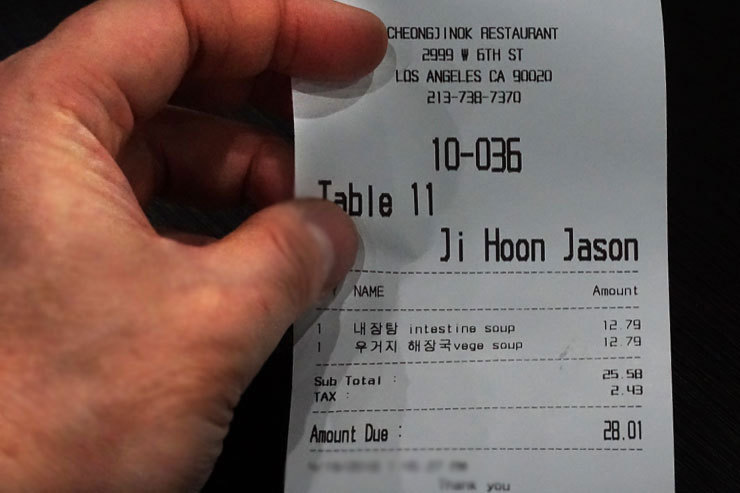 CHEONGJINOK RESTAURANT
2999 W 6TH ST
LOS ANGELES CA 90020
213-738-7370
10-036
Table 11
Ji Hoon Jason
NAME Amount
1 내장탕 intestine soup 12.79
1 우거지 해장국vege soup 12.79
Sub Total : 25.58
TAX : 2.43
Amount Due : 28.01
Thank you